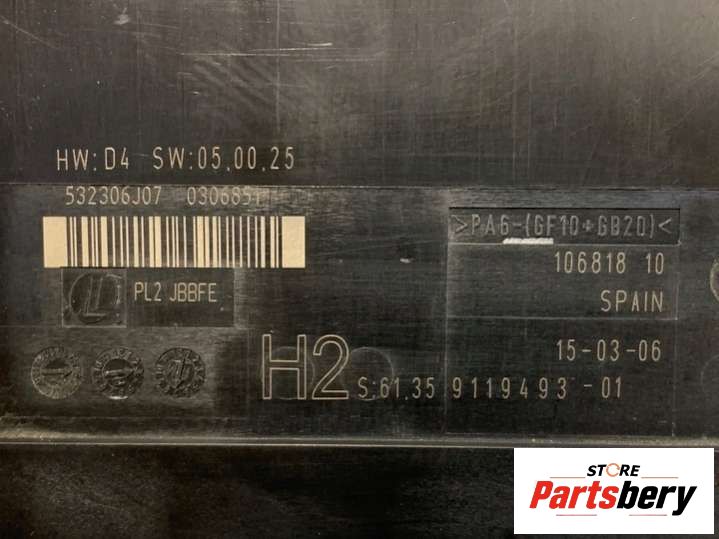 HW:D4 SW:05,00,25
532306J07 0306851
>PA6-(GF10+GB20)<
106818 10
PL2 JBBFE
SPAIN
15-03-06
H2 S:61.35 9119493-01
STORE
Partsbery